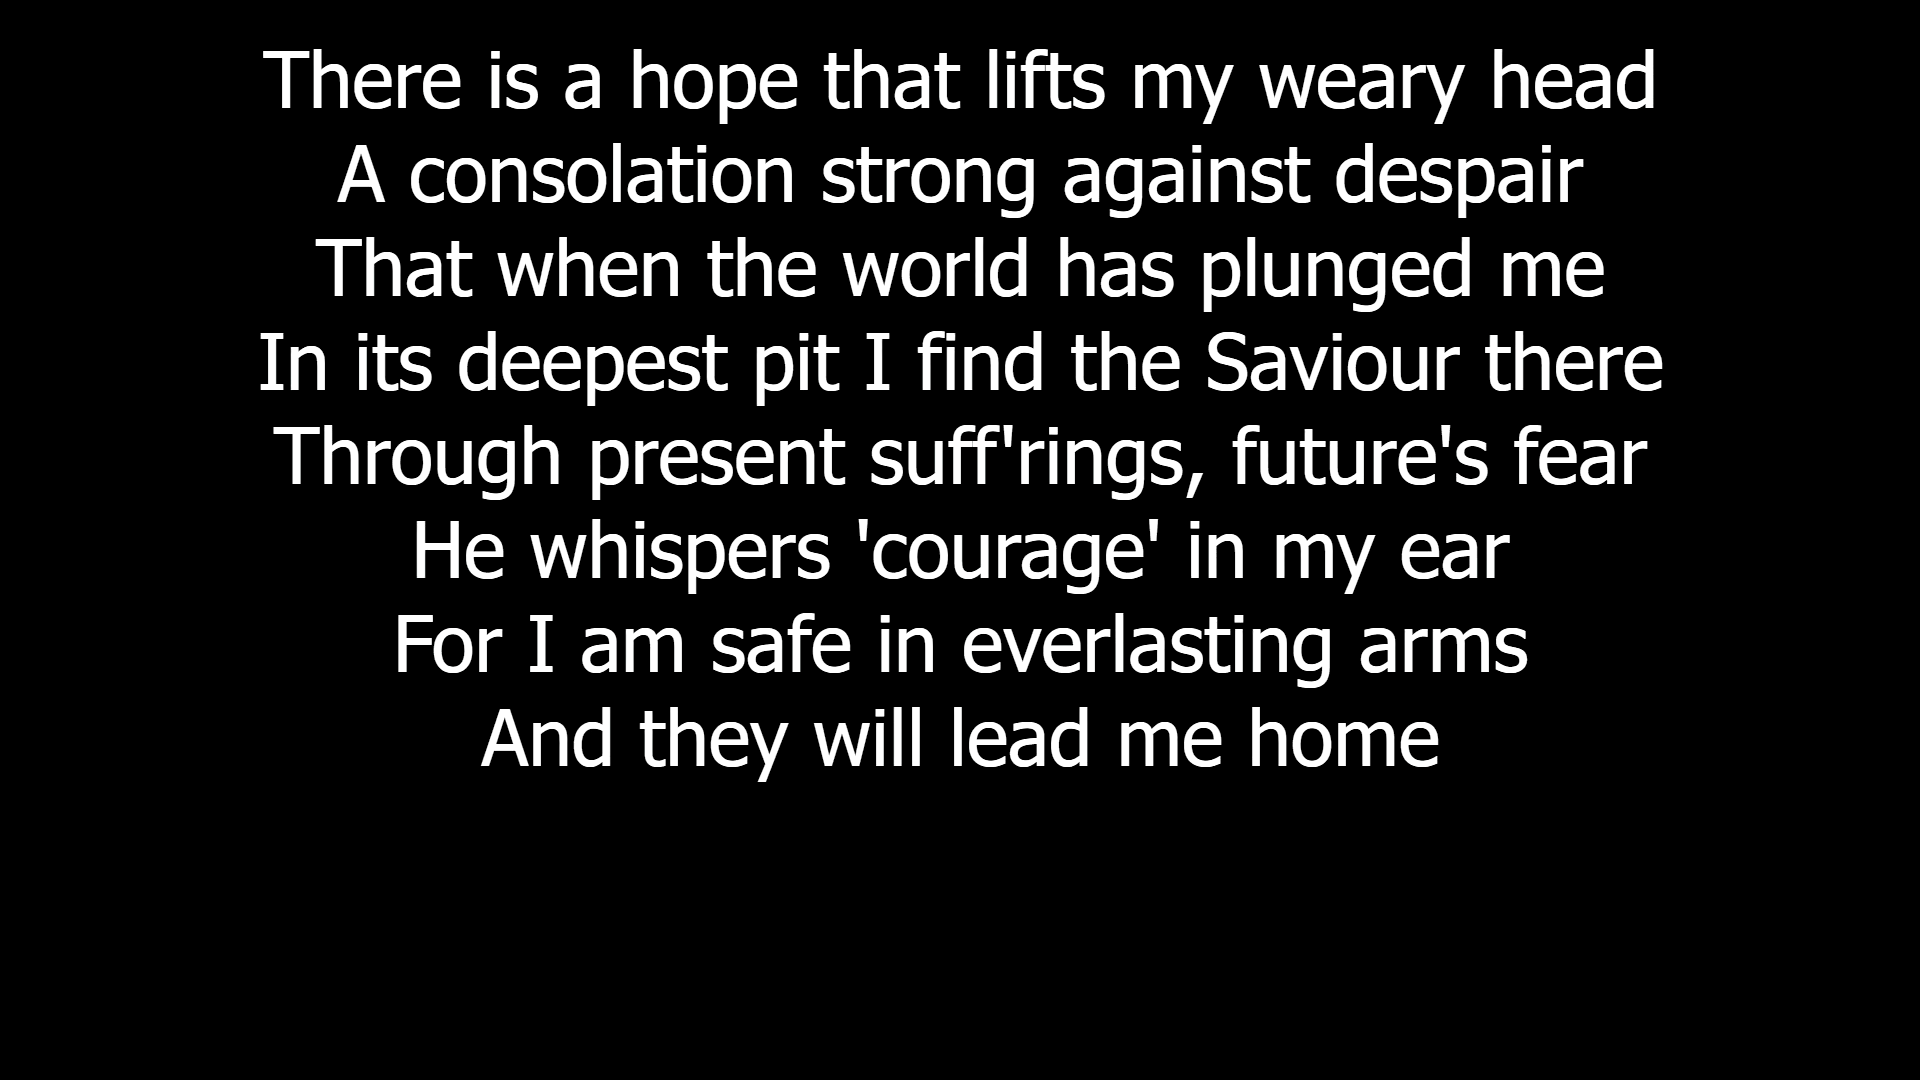 There is a hope that lifts my weary head
A consolation strong against despair
That when the world has plunged me
In its deepest pit I find the Saviour there
Through present suff'rings, future's fear
He whispers 'courage' in my ear
For I am safe in everlasting arms
And they will lead me home